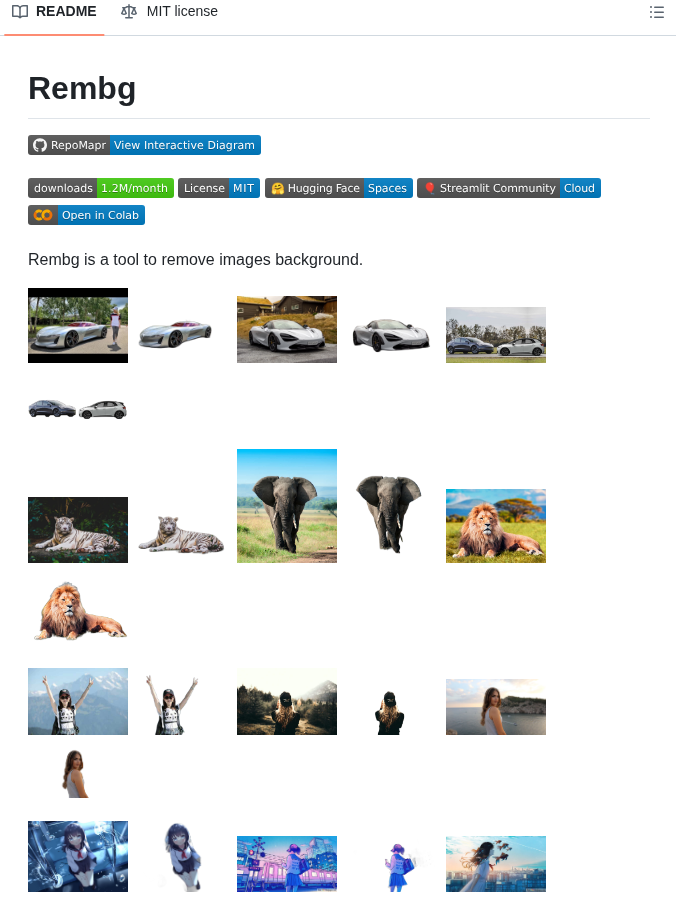 README MIT license
Rembg
RepoMapr View Interactive Diagram
downloads 1.2M/month License MIT Hugging Face Spaces Streamlit Community Cloud
Open in Colab
Rembg is a tool to remove images background.